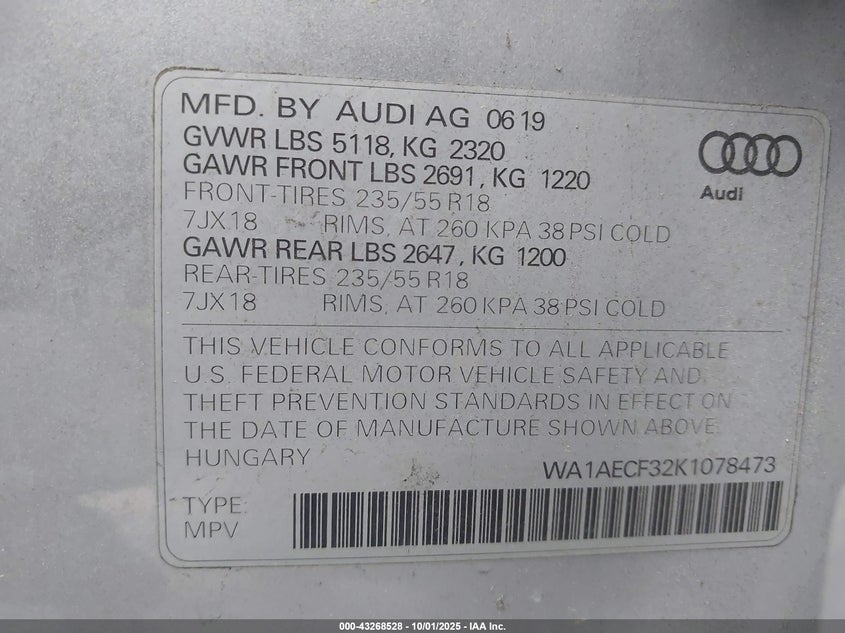 MFD. BY AUDI AG 06 19
GVWR LBS 5118, KG 2320
GAWR FRONT LBS 2691, KG 1220
FRONT-TIRES 235/55 R18
7JX18 RIMS, AT 260 KPA 38 PSI COLD
GAWR REAR LBS 2647, KG 1200
REAR-TIRES 235/55 R18
7JX18 RIMS, AT 260 KPA 38 PSI COLD
Audi
THIS VEHICLE CONFORMS TO ALL APPLICABLE
U.S. FEDERAL MOTOR VEHICLE SAFETY AND
THEFT PREVENTION STANDARDS IN EFFECT ON
THE DATE OF MANUFACTURE SHOWN ABOVE.
HUNGARY
WA1AECF32K1078473
TYPE:
MPV
000-43268528 - 10/01/2025 - IAA Inc.